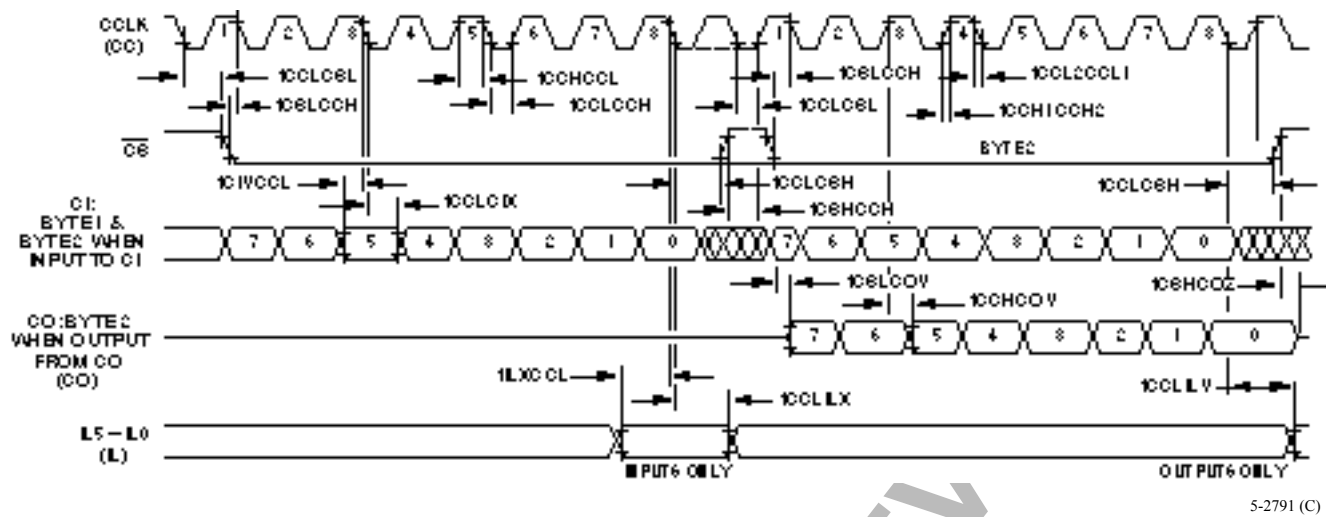 CCLK
(CC)
1 2 3 4 5 6 7 8 1 2 3 4 5 6 7 8
tCCLCSL
tCCHCCL
tCSLCCH
tCCL2CCL1
tCSLCCH
tCCLCCH
tCCLCSL
tCCH1CCH2
CS
BYTE2
tCIVCCL
tCCLCSH
tCCLCSH
tCCLCIX
tCSHCCH
CI:
BYTE1 &
BYTE2 WHEN
INPUT TO CI
7 6 5 4 3 2 1 0 7 6 5 4 3 2 1 0
tCSLCOV
tCSHCOZ
tCCHCOV
CO:BYTE2
WHEN OUTPUT
FROM CO
(CO)
7 6 5 4 3 2 1 0
tILXCCL
tCCLILV
tCCLILX
IL5—IL0
(IL)
INPUTS ONLY
OUTPUTS ONLY
5-2791 (C)